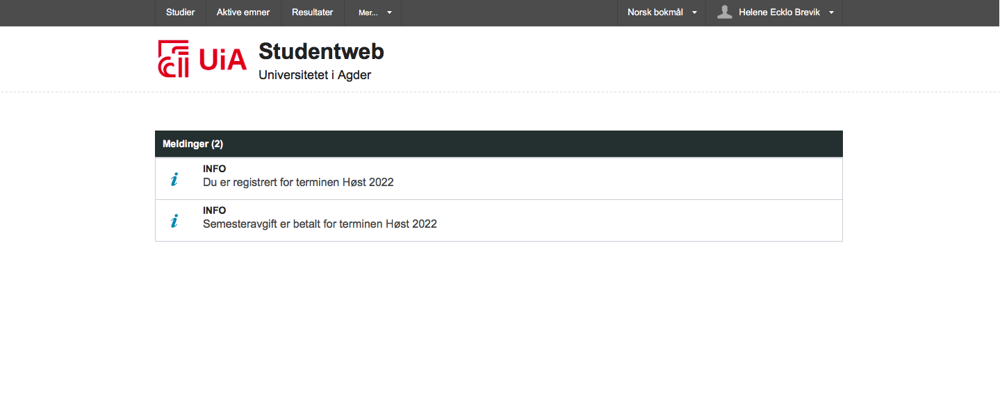 Studier Aktive emner Resultater Mer... Norsk bokmål Helene Ecklo Brevik
UiA
Studentweb
Universitetet i Agder
Meldinger (2)
INFO
Du er registrert for terminen Høst 2022
INFO
Semesteravgift er betalt for terminen Høst 2022